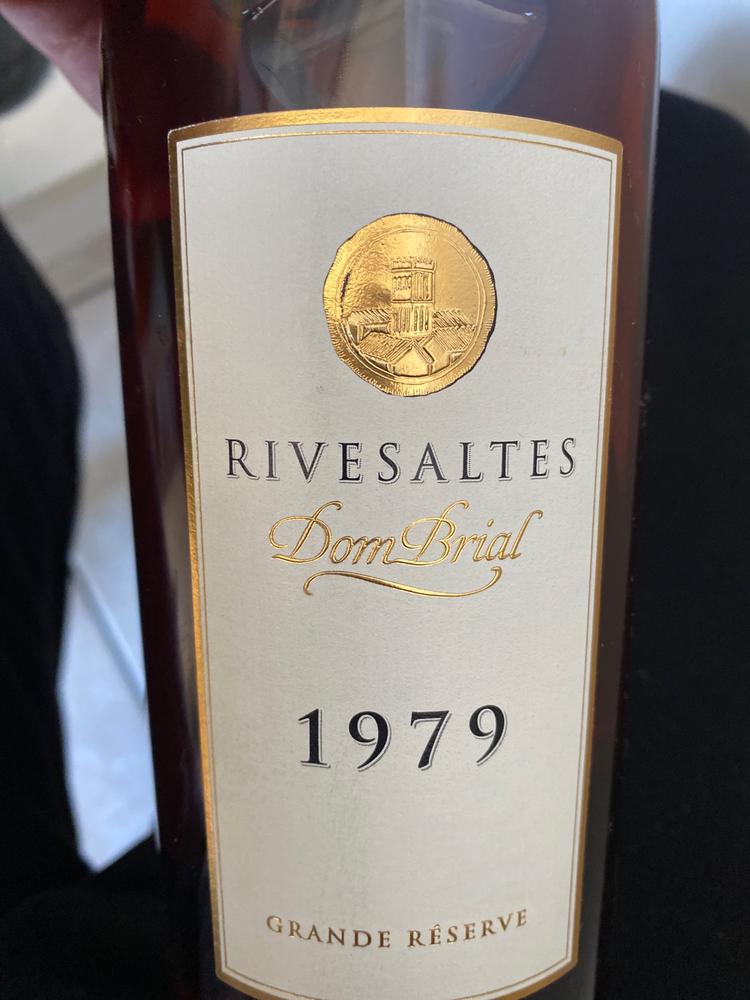 RIVESALTES
Dom Brial
1979
GRANDE RÉSERVE